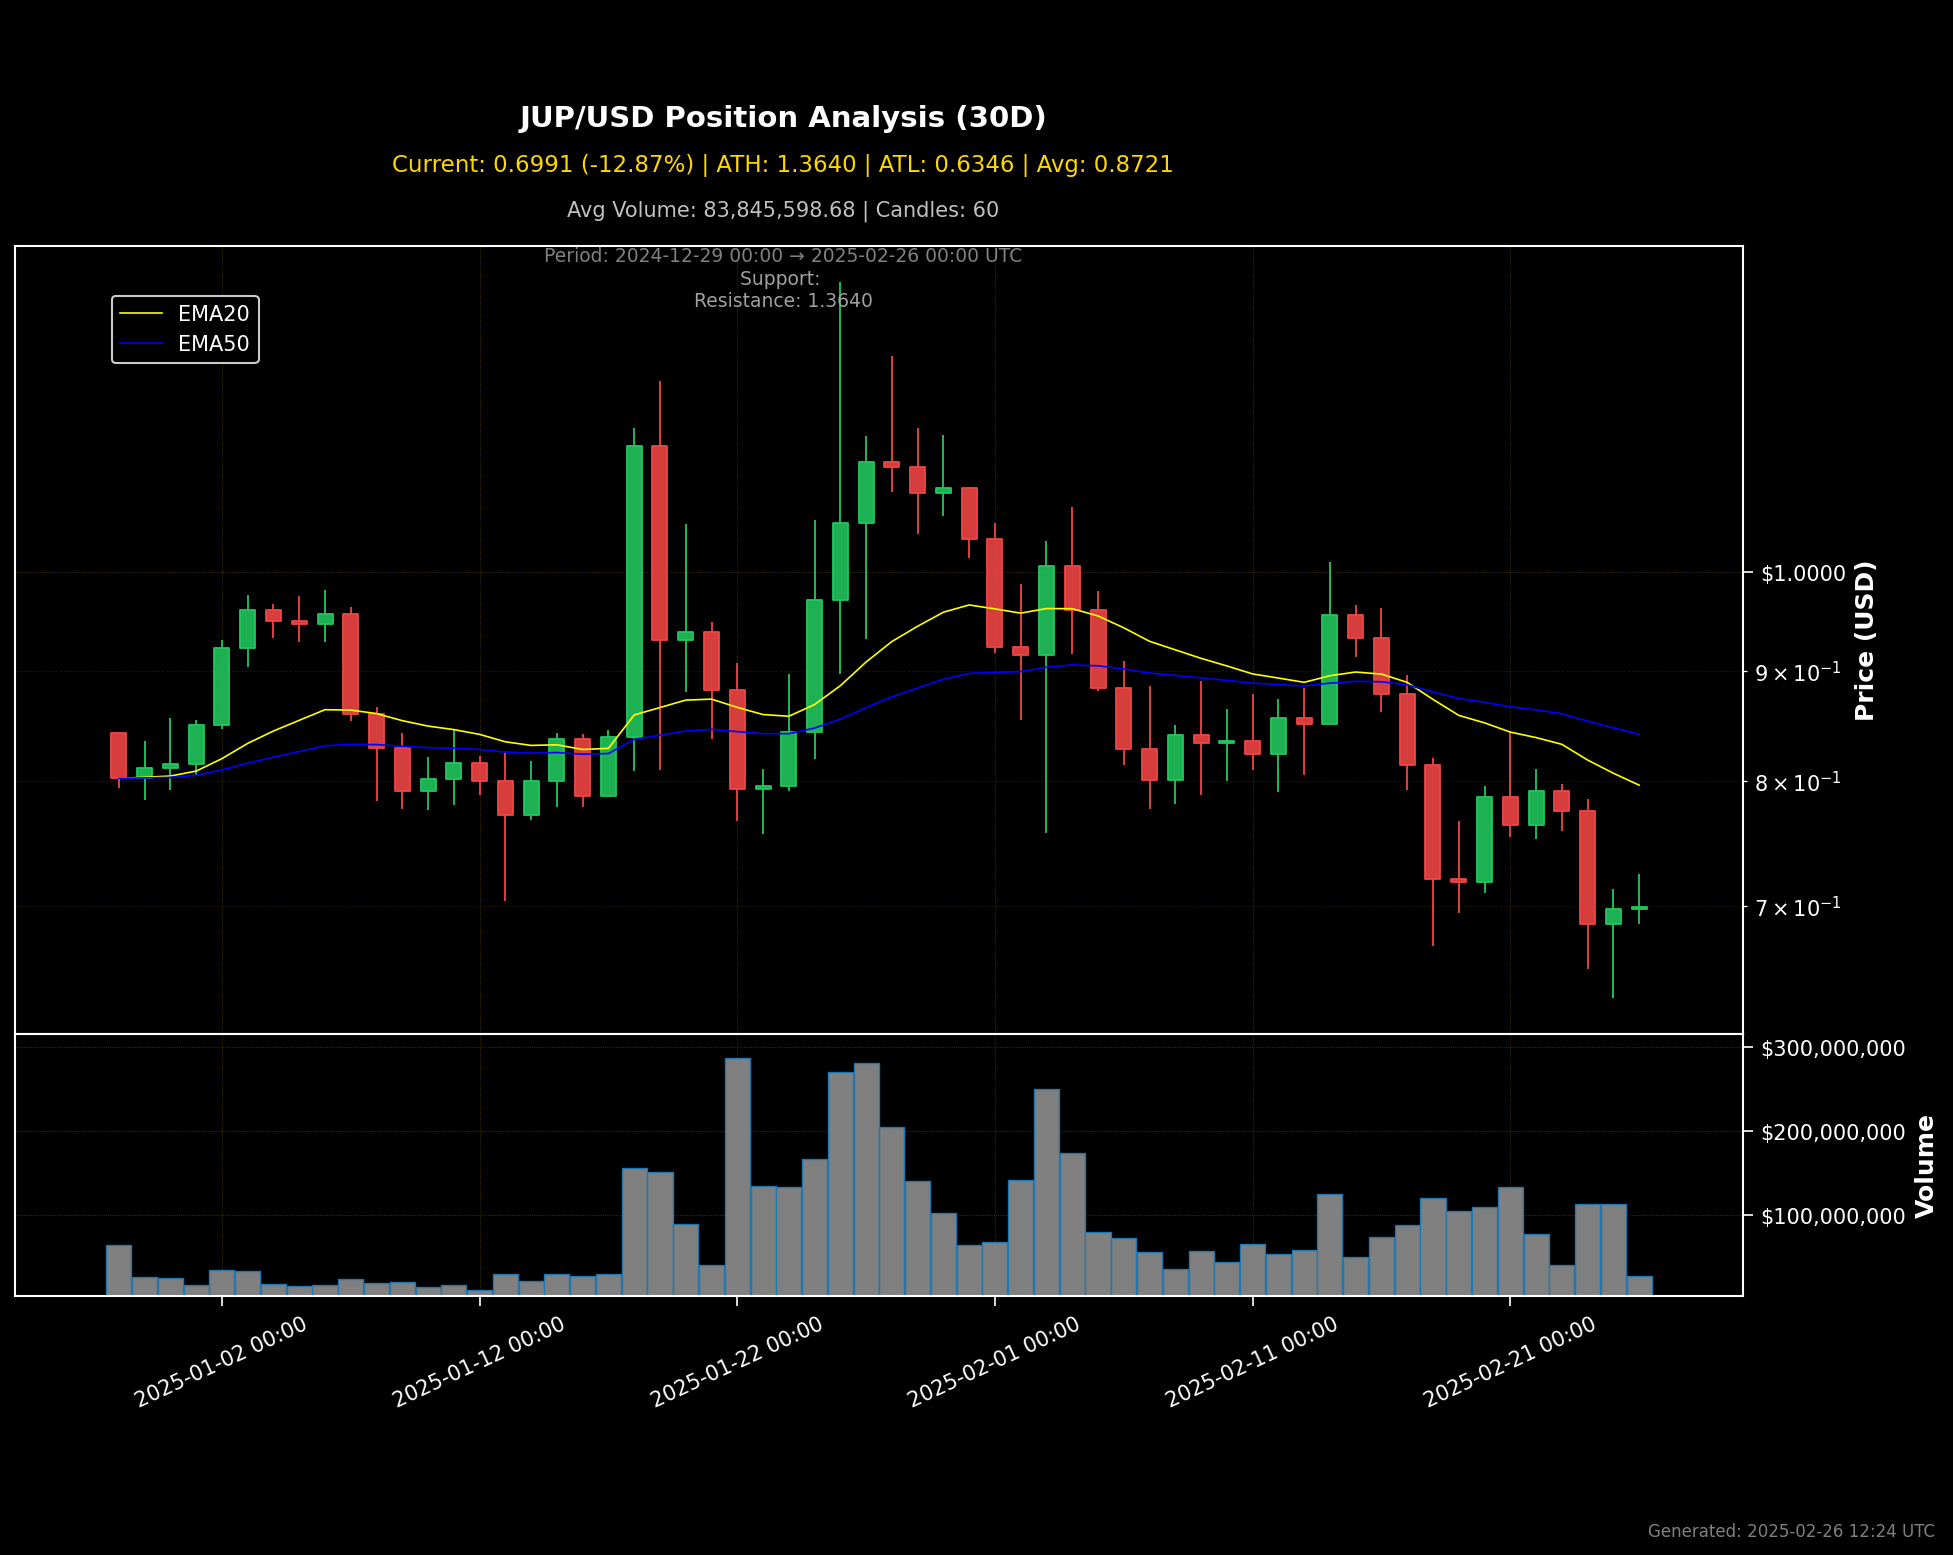 JUP/USD Position Analysis (30D)
Current: 0.6991 (-12.87%) | ATH: 1.3640 | ATL: 0.6346 | Avg: 0.8721
Avg Volume: 83,845,598.68 | Candles: 60
Period: 2024-12-29 00:00 → 2025-02-26 00:00 UTC
Support:
Resistance: 1.3640
EMA20
EMA50
$1.0000
9 × 10⁻¹
8 × 10⁻¹
7 × 10⁻¹
Price (USD)
$300,000,000
$200,000,000
$100,000,000
Volume
2025-01-02 00:00
2025-01-12 00:00
2025-01-22 00:00
2025-02-01 00:00
2025-02-11 00:00
2025-02-21 00:00
Generated: 2025-02-26 12:24 UTC